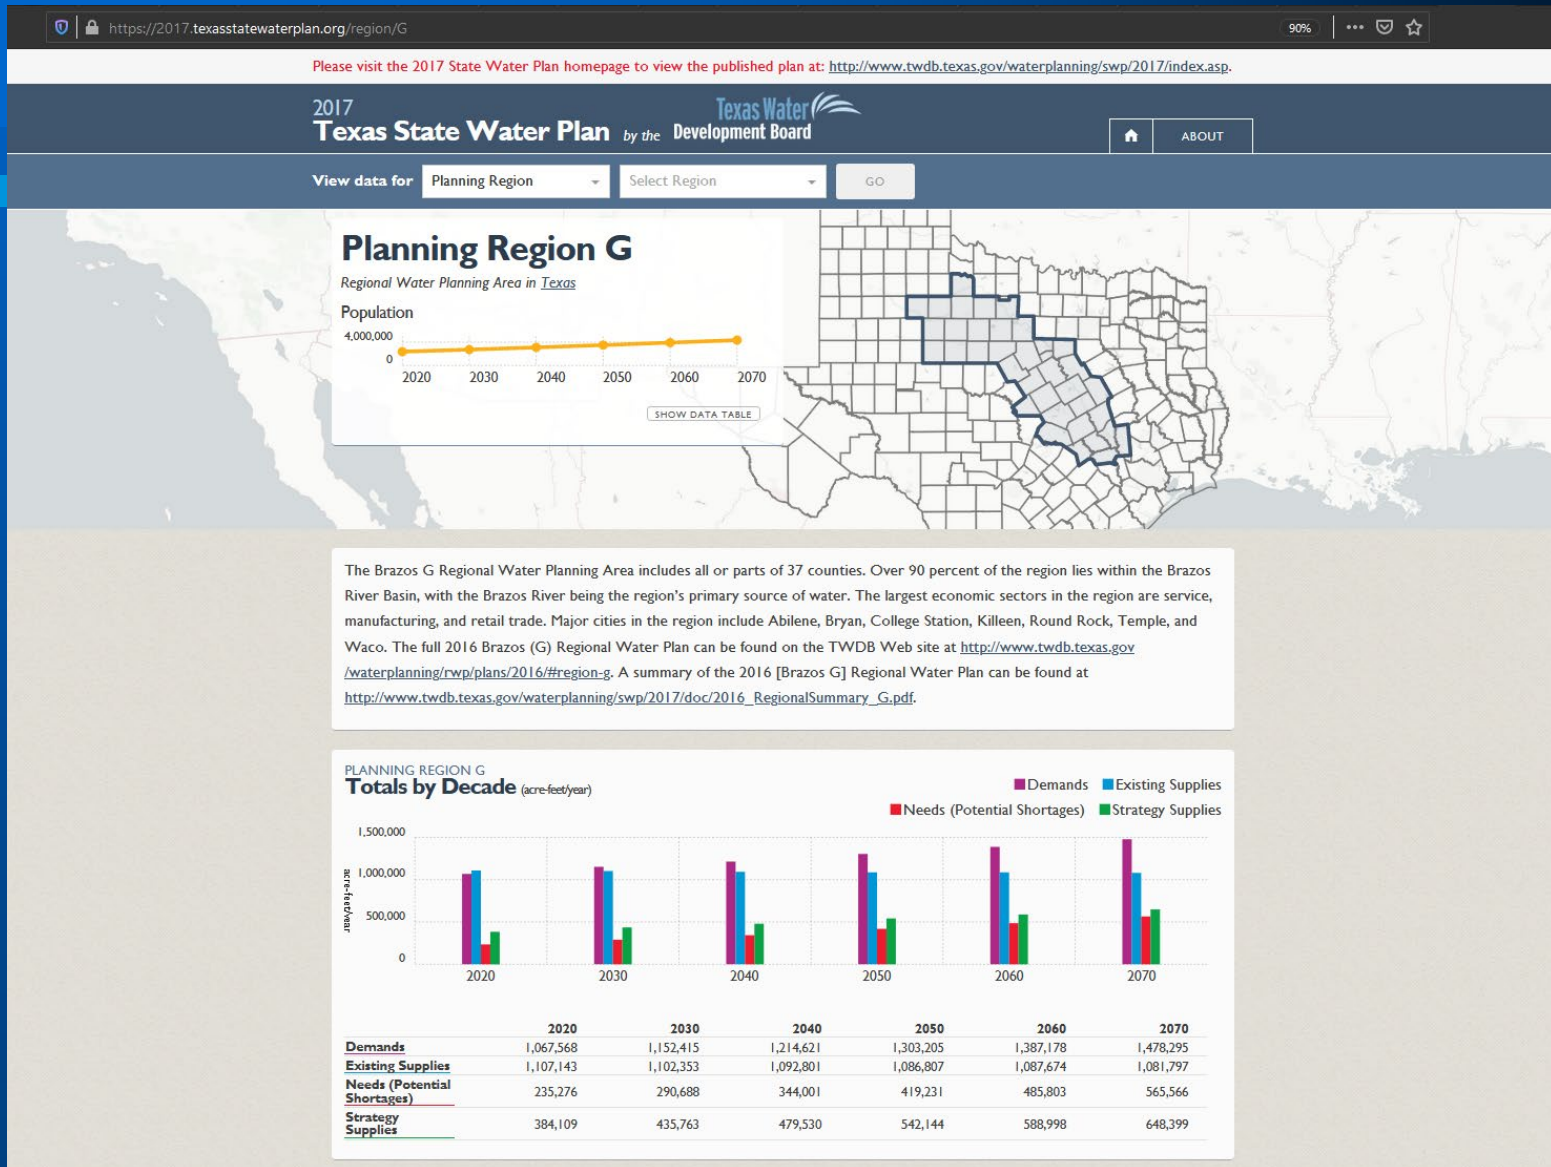 https://2017.texasstatewaterplan.org/region/G
90%
Please visit the 2017 State Water Plan homepage to view the published plan at: http://www.twdb.texas.gov/waterplanning/swp/2017/index.asp.
2017
Texas State Water Plan by the Texas Water Development Board
ABOUT
View data for Planning Region Select Region GO
Planning Region G
Regional Water Planning Area in Texas
Population
4,000,000
0
2020 2030 2040 2050 2060 2070
SHOW DATA TABLE
The Brazos G Regional Water Planning Area includes all or parts of 37 counties. Over 90 percent of the region lies within the Brazos
River Basin, with the Brazos River being the region's primary source of water. The largest economic sectors in the region are service,
manufacturing, and retail trade. Major cities in the region include Abilene, Bryan, College Station, Killeen, Round Rock, Temple, and
Waco. The full 2016 Brazos (G) Regional Water Plan can be found on the TWDB Web site at http://www.twdb.texas.gov
/waterplanning/rwp/plans/2016/#region-g. A summary of the 2016 [Brazos G] Regional Water Plan can be found at
http://www.twdb.texas.gov/waterplanning/swp/2017/doc/2016_RegionalSummary_G.pdf.
PLANNING REGION G
Totals by Decade (acre-feet/year)
Demands Existing Supplies
Needs (Potential Shortages) Strategy Supplies
acre-feet/year
1,500,000
1,000,000
500,000
0
2020 2030 2040 2050 2060 2070
2020 2030 2040 2050 2060 2070
Demands 1,067,568 1,152,415 1,214,621 1,303,205 1,387,178 1,478,295
Existing Supplies 1,107,143 1,102,353 1,092,801 1,086,807 1,087,674 1,081,797
Needs (Potential
Shortages) 235,276 290,688 344,001 419,231 485,803 565,566
Strategy
Supplies 384,109 435,763 479,530 542,144 588,998 648,399